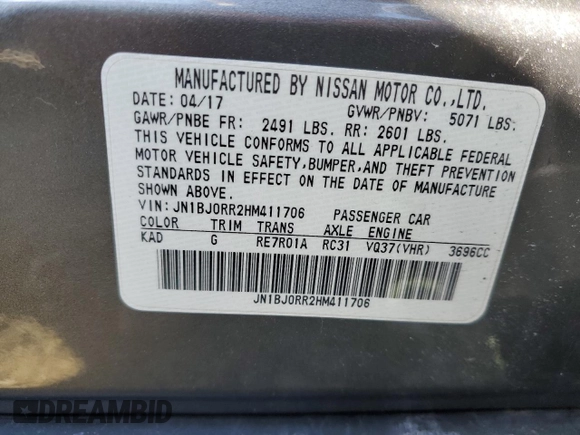 MANUFACTURED BY NISSAN MOTOR CO.,LTD.
DATE: 04/17 GVWR/PNBV: 5071 LBS.
GAWR/PNBE FR: 2491 LBS. RR: 2601 LBS.
THIS VEHICLE CONFORMS TO ALL APPLICABLE FEDERAL
MOTOR VEHICLE SAFETY,BUMPER,AND THEFT PREVENTION
STANDARDS IN EFFECT ON THE DATE OF MANUFACTURE
SHOWN ABOVE.
VIN: JN1BJ0RR2HM411706 PASSENGER CAR
COLOR TRIM TRANS AXLE ENGINE
KAD G RE7R01A RC31 VQ37(VHR) 3696CC
JN1BJ0RR2HM411706
DREAMBID